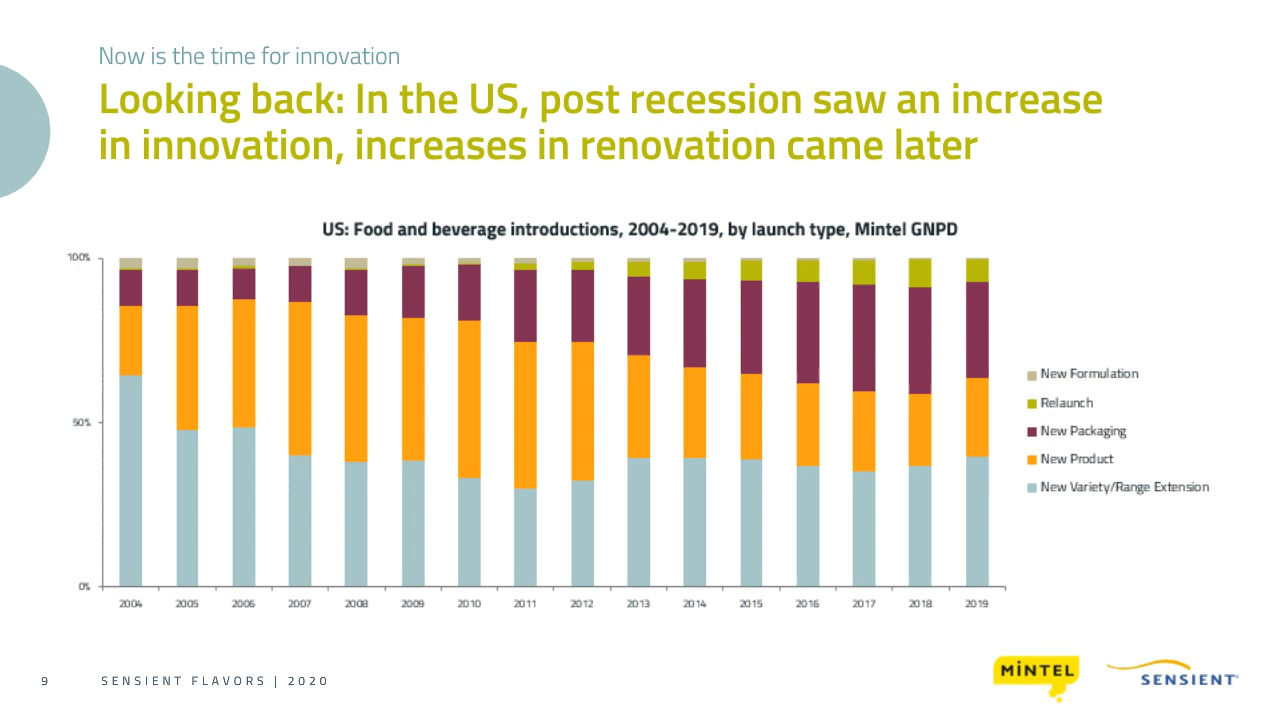 Now is the time for innovation
Looking back: In the US, post recession saw an increase
in innovation, increases in renovation came later
US: Food and beverage introductions, 2004-2019, by launch type, Mintel GNPD
100%
50%
0%
2004 2005 2006 2007 2008 2009 2010 2011 2012 2013 2014 2015 2016 2017 2018 2019
New Formulation
Relaunch
New Packaging
New Product
New Variety/Range Extension
9 SENSIENT FLAVORS | 2020
MiNTEL
SENSIENT